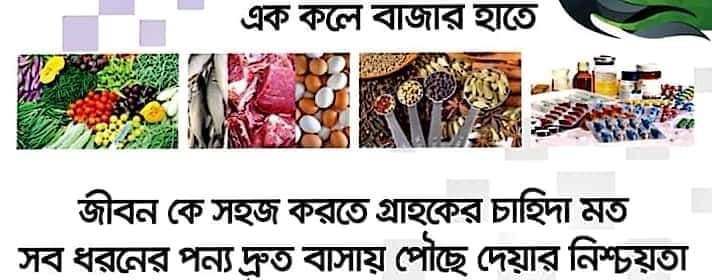 এক কলে বাজার হাতে
জীবন কে সহজ করতে গ্রাহকের চাহিদা মত
সব ধরনের পন্য দ্রুত বাসায় পৌছে দেয়ার নিশ্চয়তা